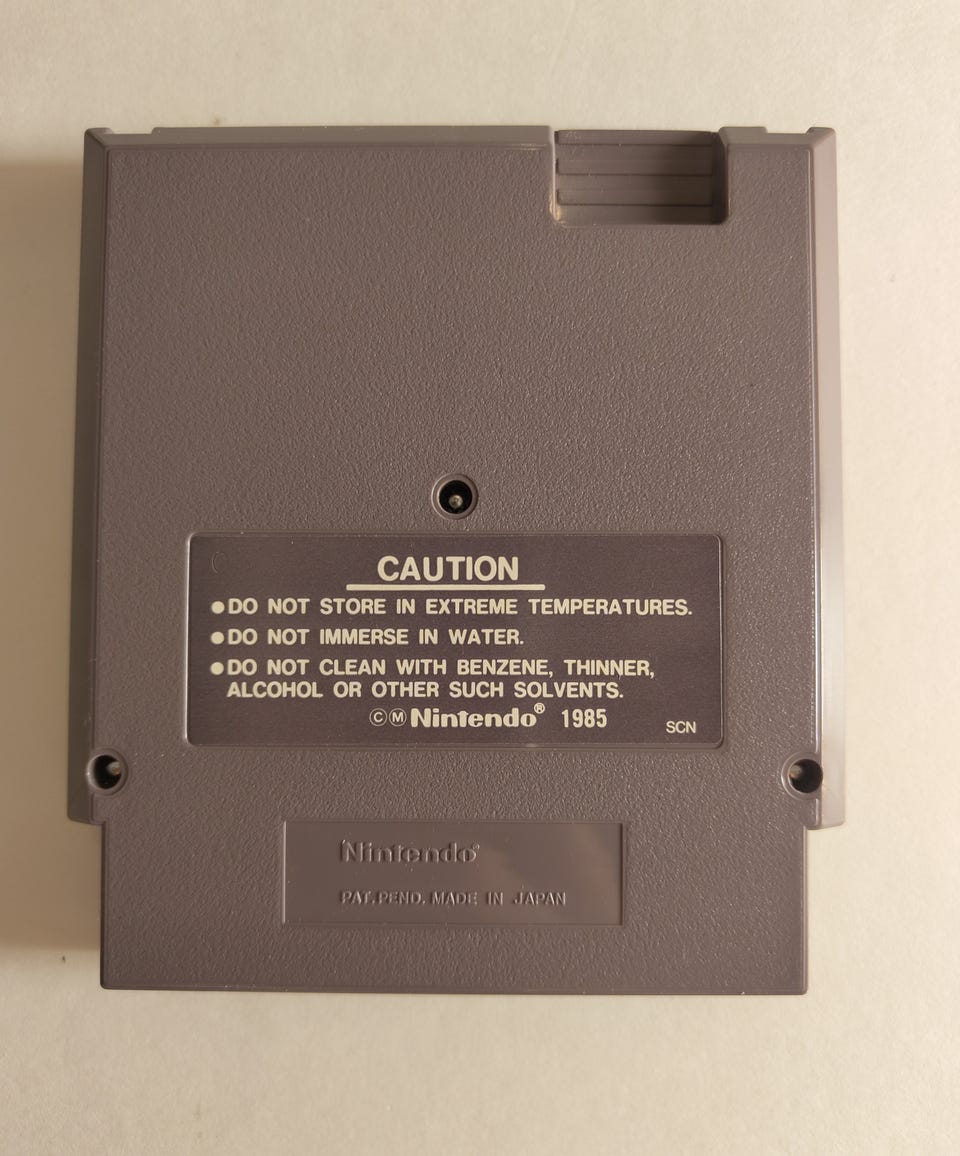 CAUTION
●DO NOT STORE IN EXTREME TEMPERATURES.
●DO NOT IMMERSE IN WATER.
●DO NOT CLEAN WITH BENZENE, THINNER,
ALCOHOL OR OTHER SUCH SOLVENTS.
ⒸⓂNintendo® 1985
SCN
Nintendo®
PAT.PEND. MADE IN JAPAN